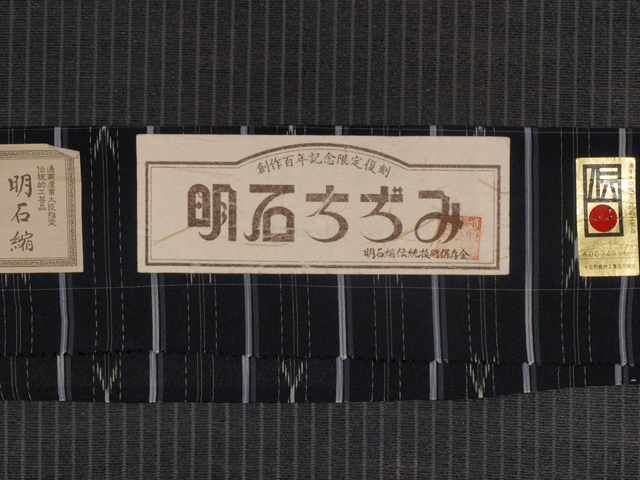 通商産業大臣指定
伝統的工芸品
明石縮
創作百年記念限定復刻
明石ちぢみ
明石縮伝統技術保存会
伝